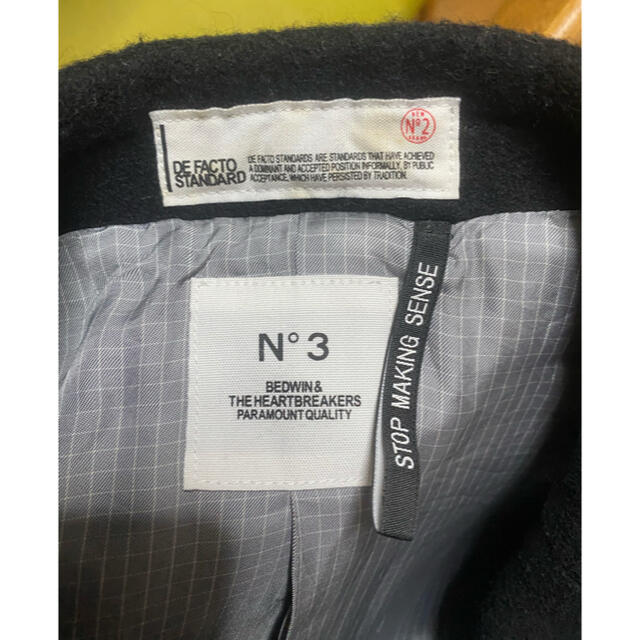 DE FACTO
STANDARD
DE FACTO STANDARDS ARE STANDARDS THAT HAVE ACHIEVED
A DOMINANT AND ACCEPTED POSITION INFORMALLY, BY PUBLIC
ACCEPTANCE, WHICH HAVE PERSISTED BY TRADITION.
Nº2
N° 3
BEDWIN &
THE HEARTBREAKERS
PARAMOUNT QUALITY
STOP MAKING SENSE